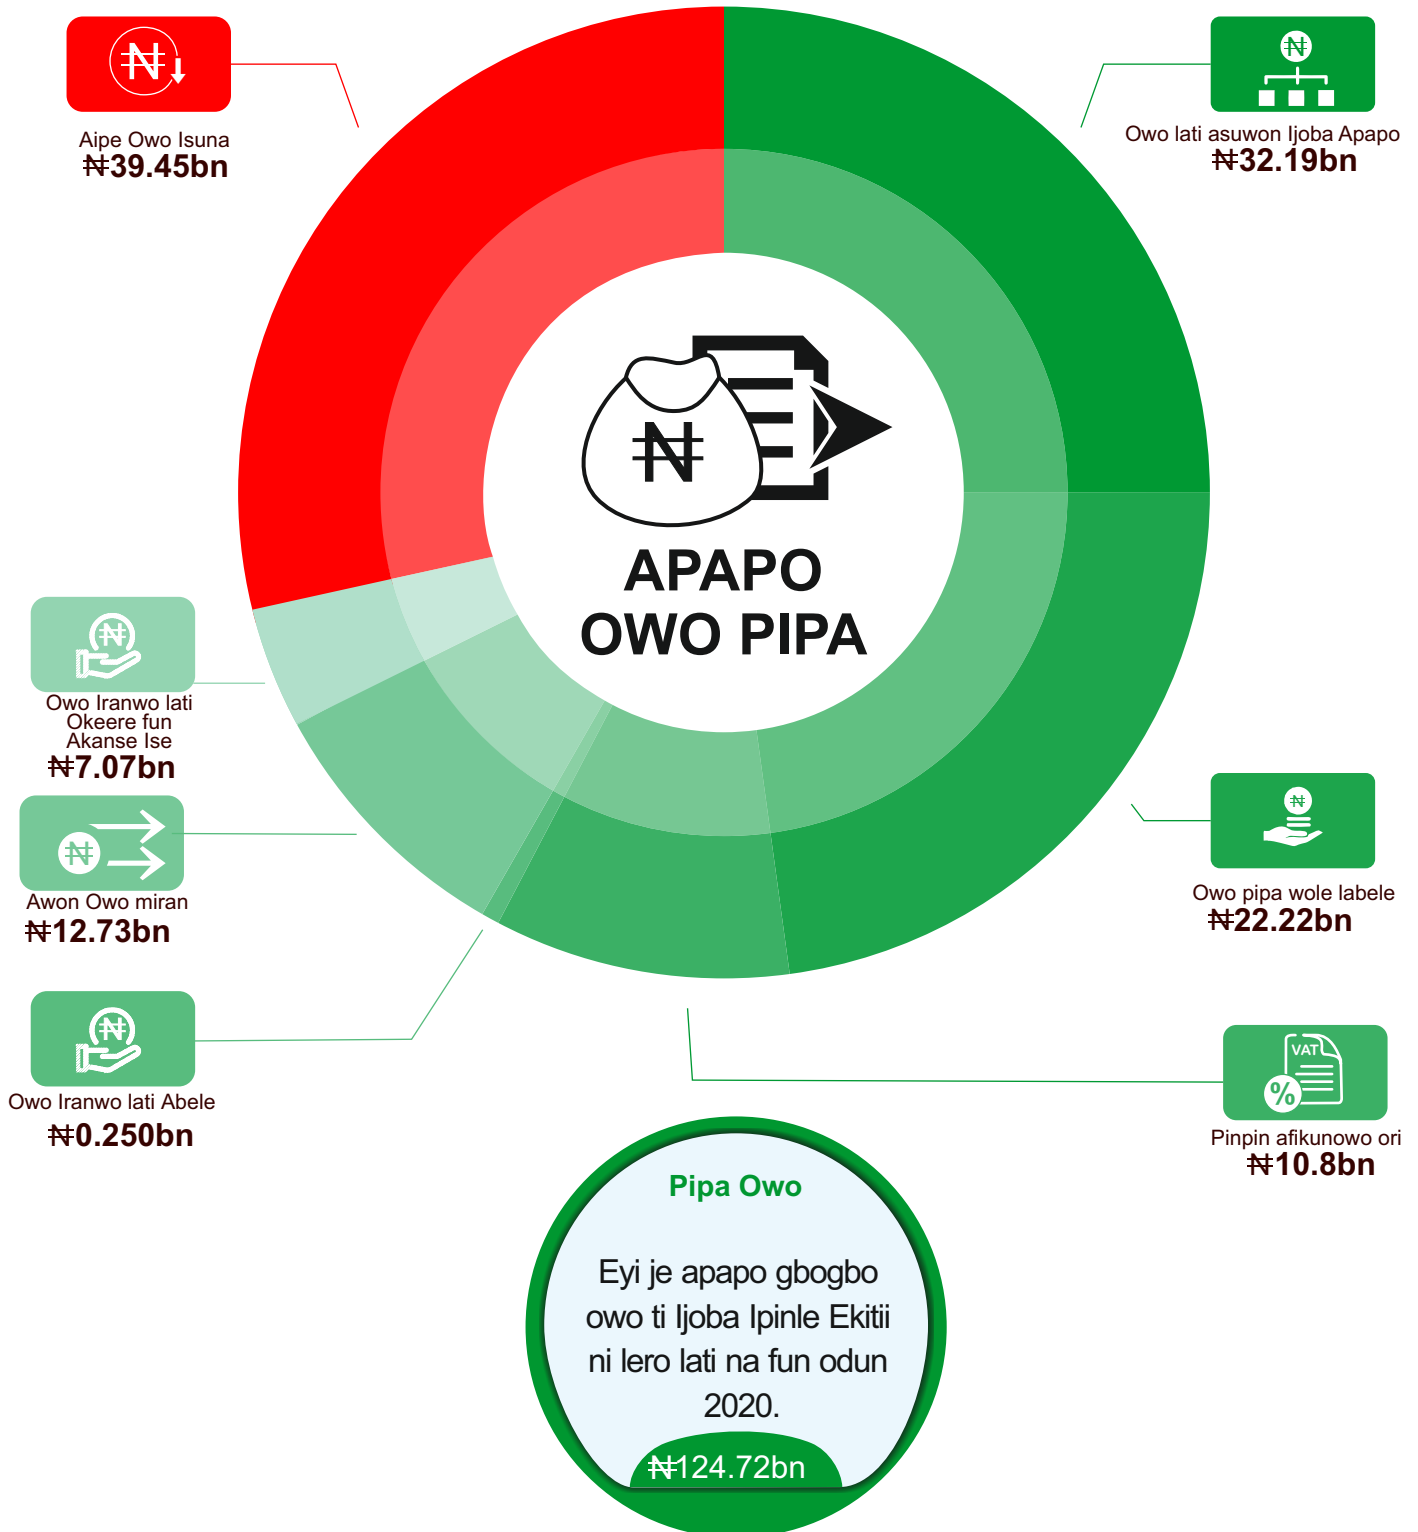 ₦
Aipe Owo Isuna
₦39.45bn
₦
Owo lati asuwon Ijoba Apapo
₦32.19bn
₦
APAPO
OWO PIPA
₦
Owo Iranwo lati
Okeere fun
Akanse Ise
₦7.07bn
₦
Awon Owo miran
₦12.73bn
₦
Owo pipa wole labele
₦22.22bn
₦
Owo Iranwo lati Abele
₦0.250bn
VAT
%
Pinpin afikunowo ori
₦10.8bn
Pipa Owo
Eyi je apapo gbogbo
owo ti Ijoba Ipinle Ekitii
ni lero lati na fun odun
2020.
₦124.72bn